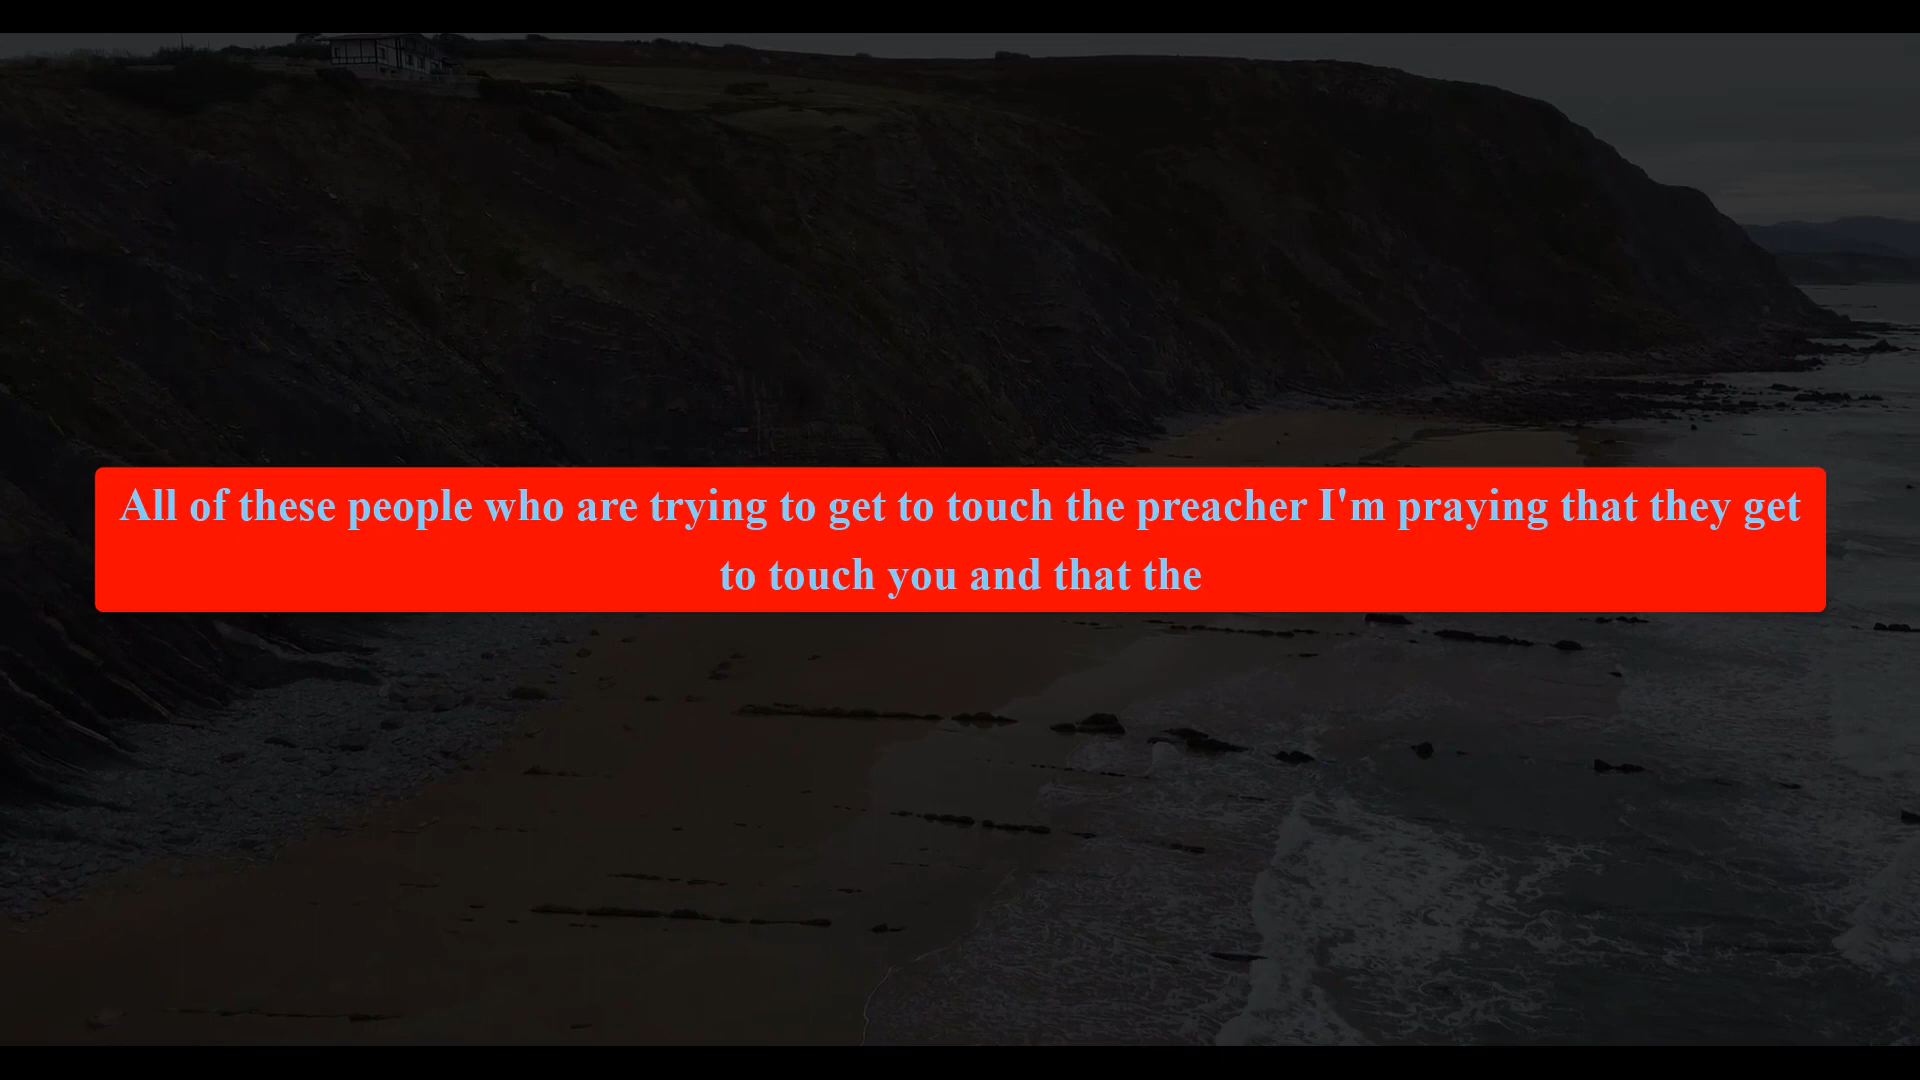 All of these people who are trying to get to touch the preacher I'm praying that they get
to touch you and that the